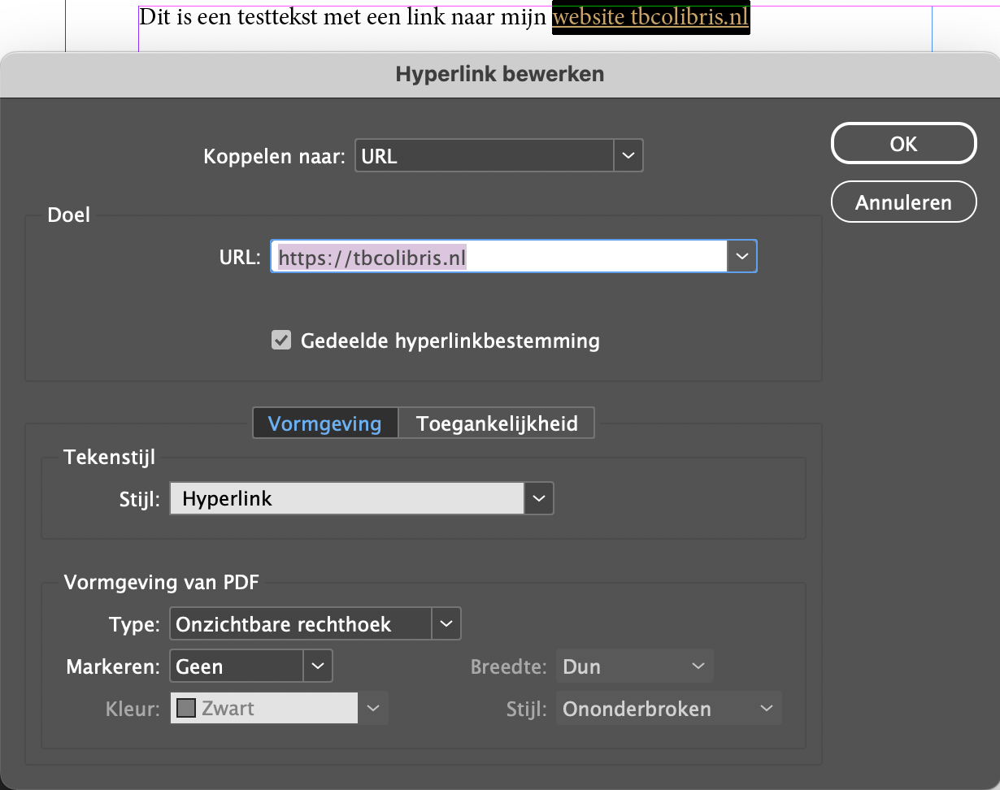 Dit is een testtekst met een link naar mijn website tbcolibris.nl
Hyperlink bewerken
Koppelen naar: URL
OK
Annuleren
Doel
URL: https://tbcolibris.nl
Gedeelde hyperlinkbestemming
Vormgeving Toegankelijkheid
Tekenstijl
Stijl: Hyperlink
Vormgeving van PDF
Type: Onzichtbare rechthoek
Markeren: Geen Breedte: Dun
Kleur: Zwart Stijl: Ononderbroken